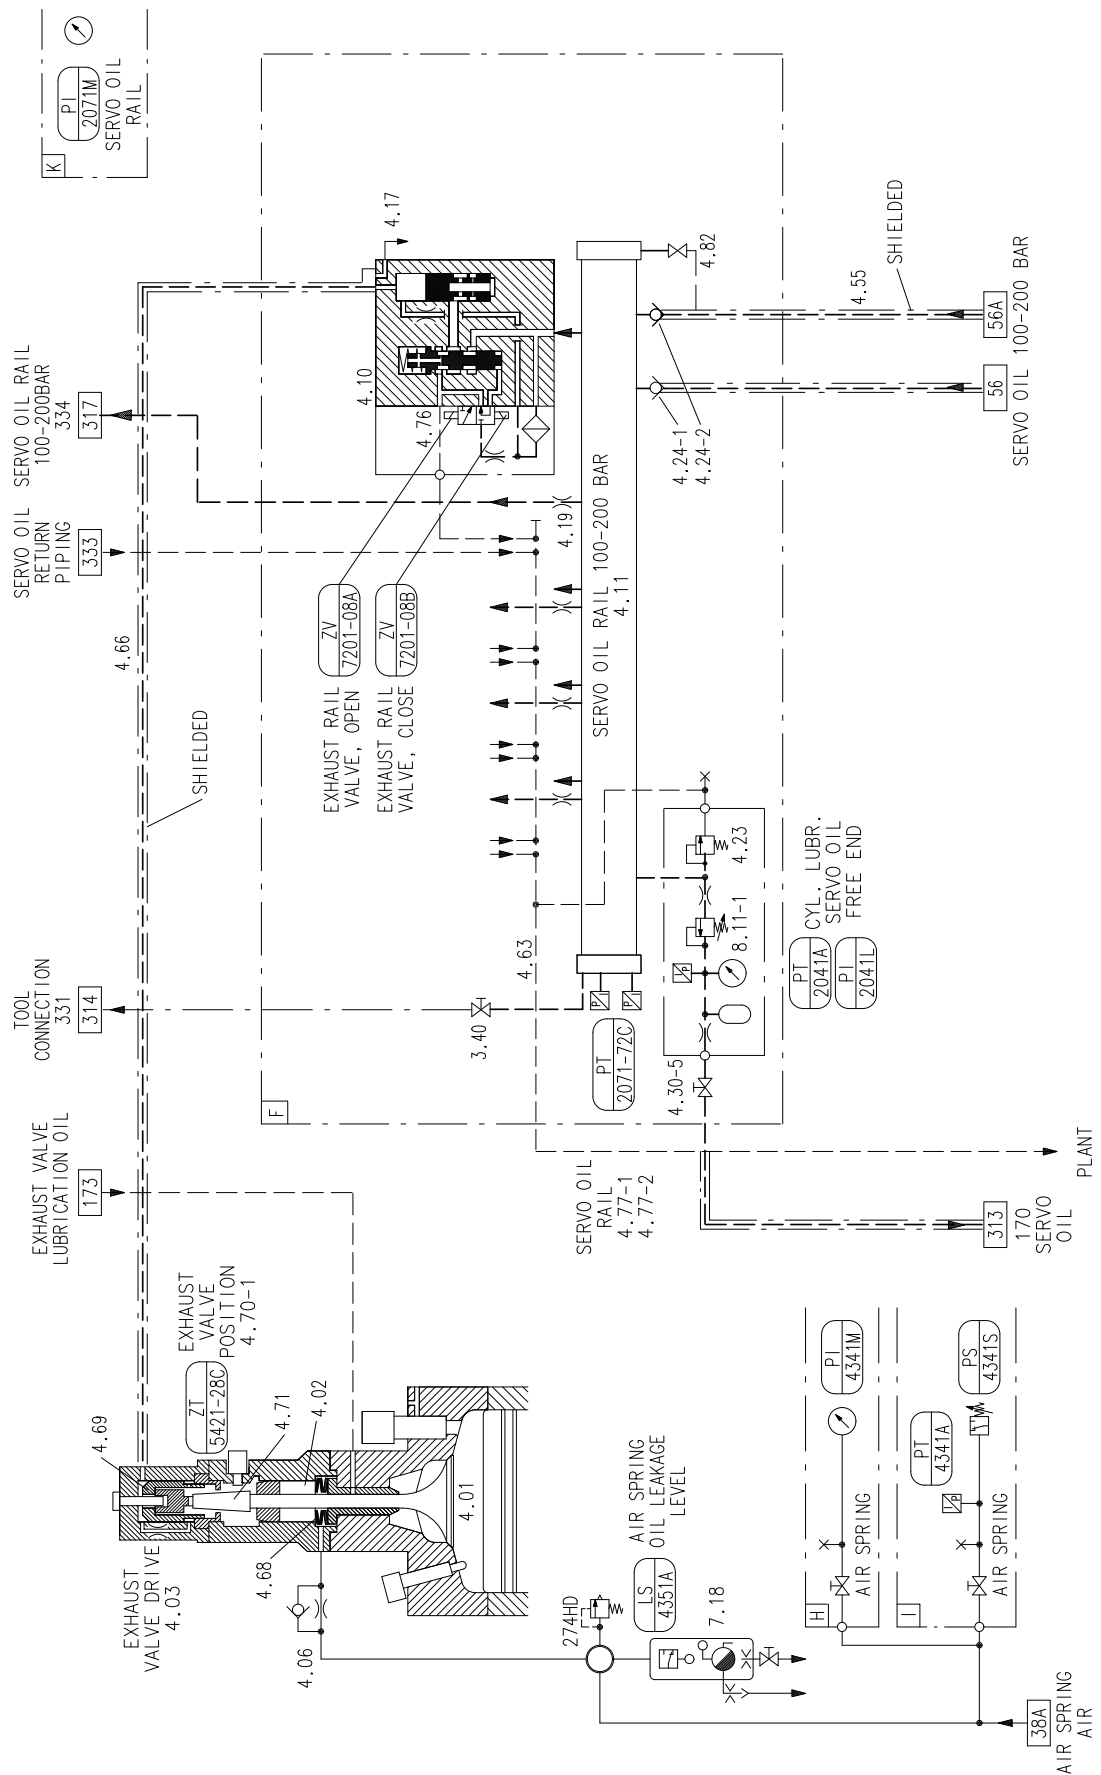 K
PI
2071M
SERVO OIL
RAIL
SERVO OIL RAIL
100-200BAR
334
317
SERVO OIL
RETURN
PIPING
333
4.66
SHIELDED
TOOL
CONNECTION
331
314
EXHAUST VALVE
LUBRICATION OIL
173
4.17
4.10
4.76
ZV
7201-08A
EXHAUST RAIL
VALVE, OPEN
ZV
7201-08B
EXHAUST RAIL
VALVE, CLOSE
4.19
SERVO OIL RAIL 100-200 BAR
4.11
4.82
4.55
SHIELDED
56A
56
SERVO OIL 100-200 BAR
4.24-1
4.24-2
4.63
3.40
F
P
I
P
I
PT
2071-72C
4.30-5
I
P
8.11-1
4.23
CYL. LUBR.
SERVO OIL
FREE END
PT
2041A
PI
2041L
SERVO OIL
RAIL
4.77-1
4.77-2
PLANT
313
170
SERVO
OIL
EXHAUST
VALVE
POSITION
4.70-1
ZT
5421-28C
4.69
4.71
4.02
4.01
4.68
EXHAUST
VALVE DRIVE
4.03
4.06
274HD
AIR SPRING
OIL LEAKAGE
LEVEL
LS
4351A
7.18
H
PI
4341M
AIR SPRING
I
PS
4341S
PT
4341A
I
P
AIR SPRING
38A
AIR SPRING
AIR